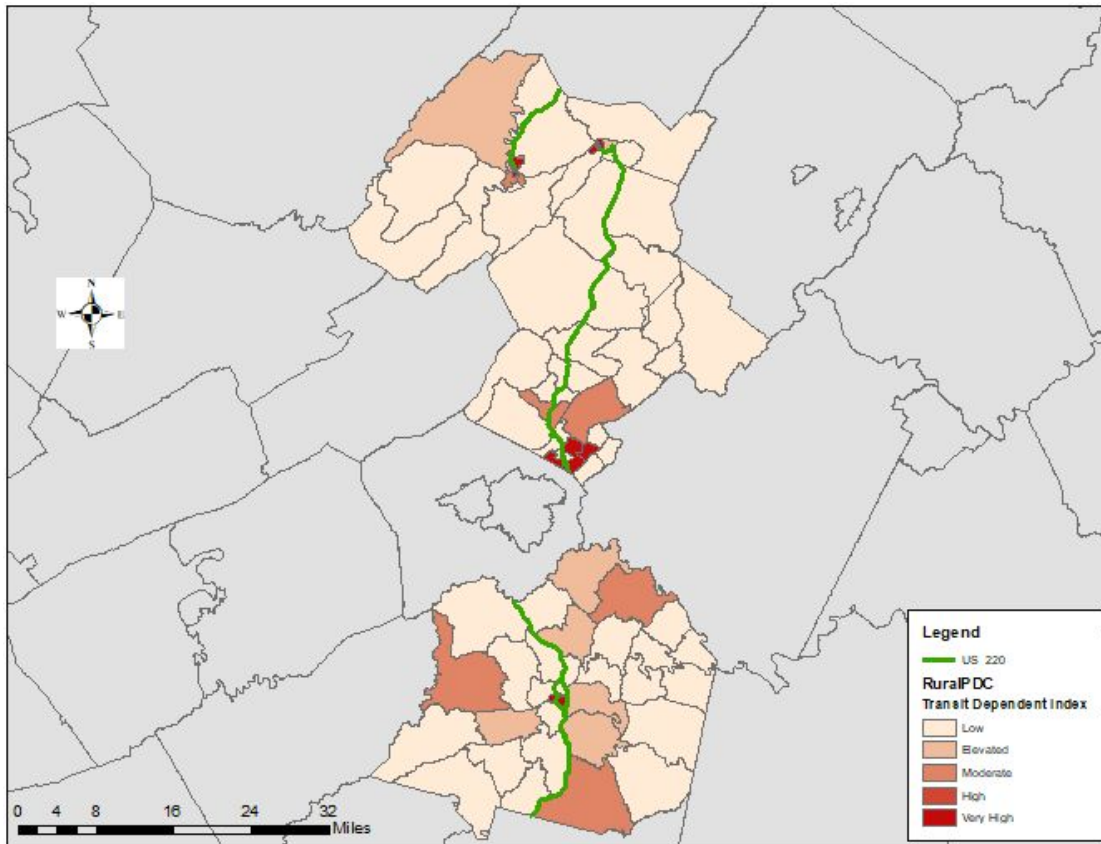 N
W E
S
Legend
US 220
RuralPDC
Transit Dependent Index
Low
Elevated
Moderate
High
Very High
0 4 8 16 24 32
Miles